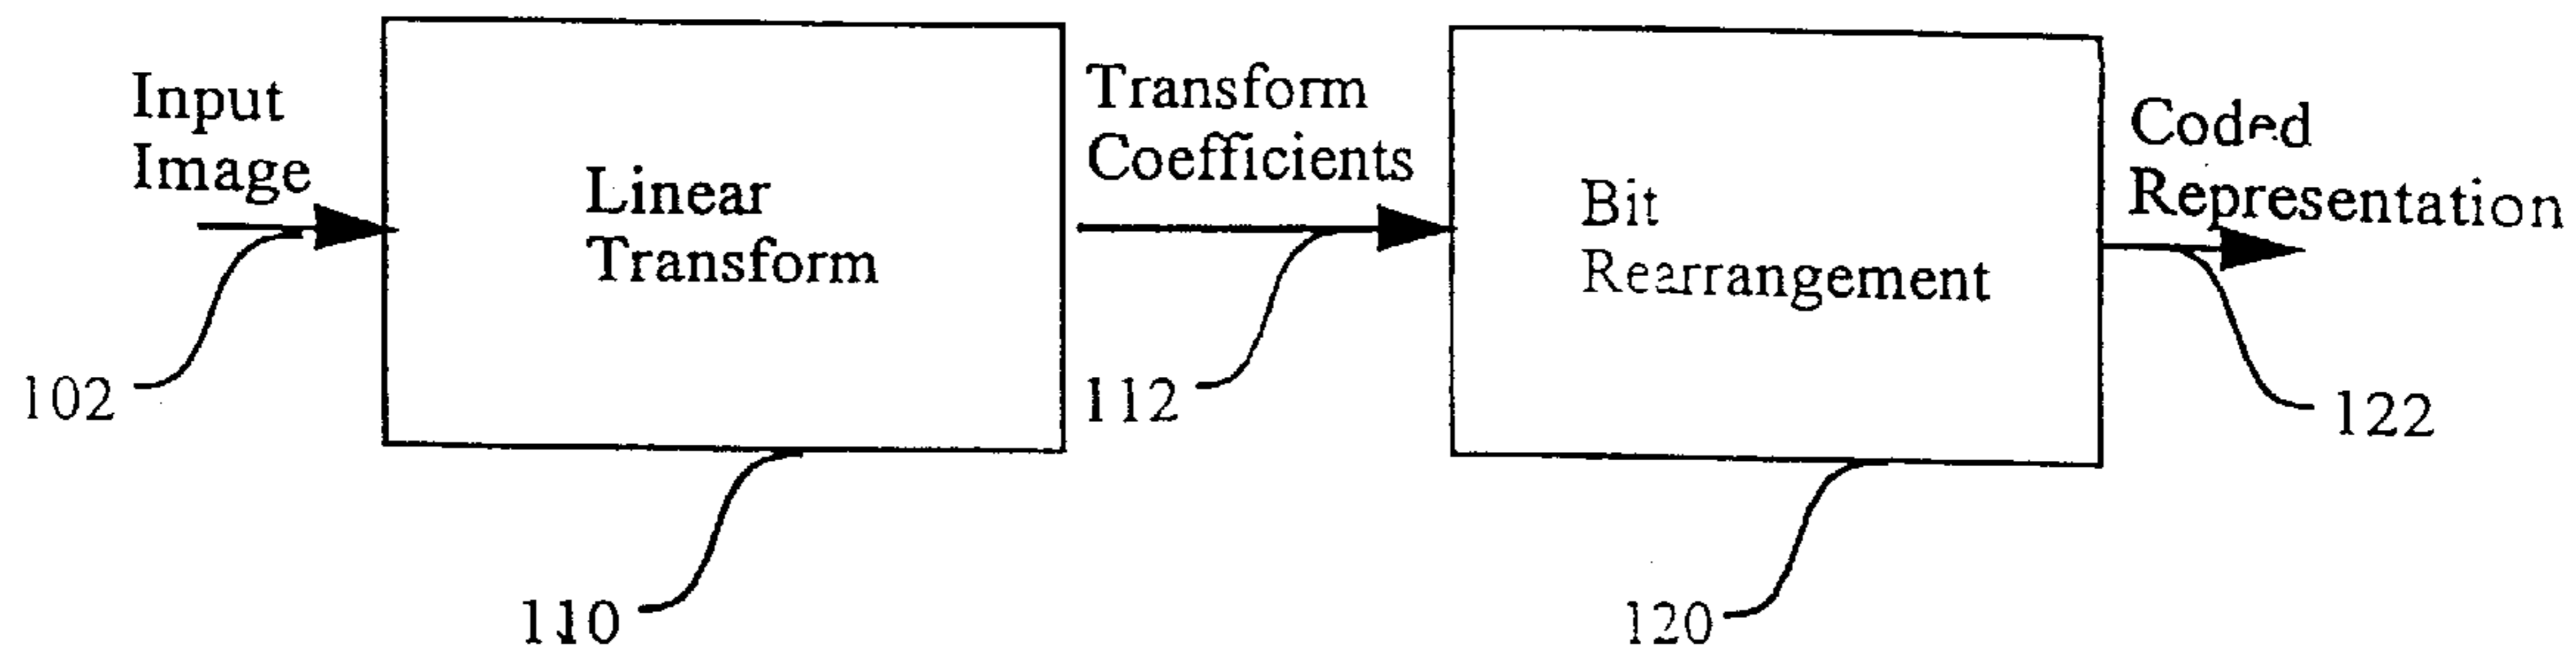 Input
Image
Linear
Transform
Transform
Coefficients
Bit
Rearrangement
Coded
Representation
102
110
112
120
122